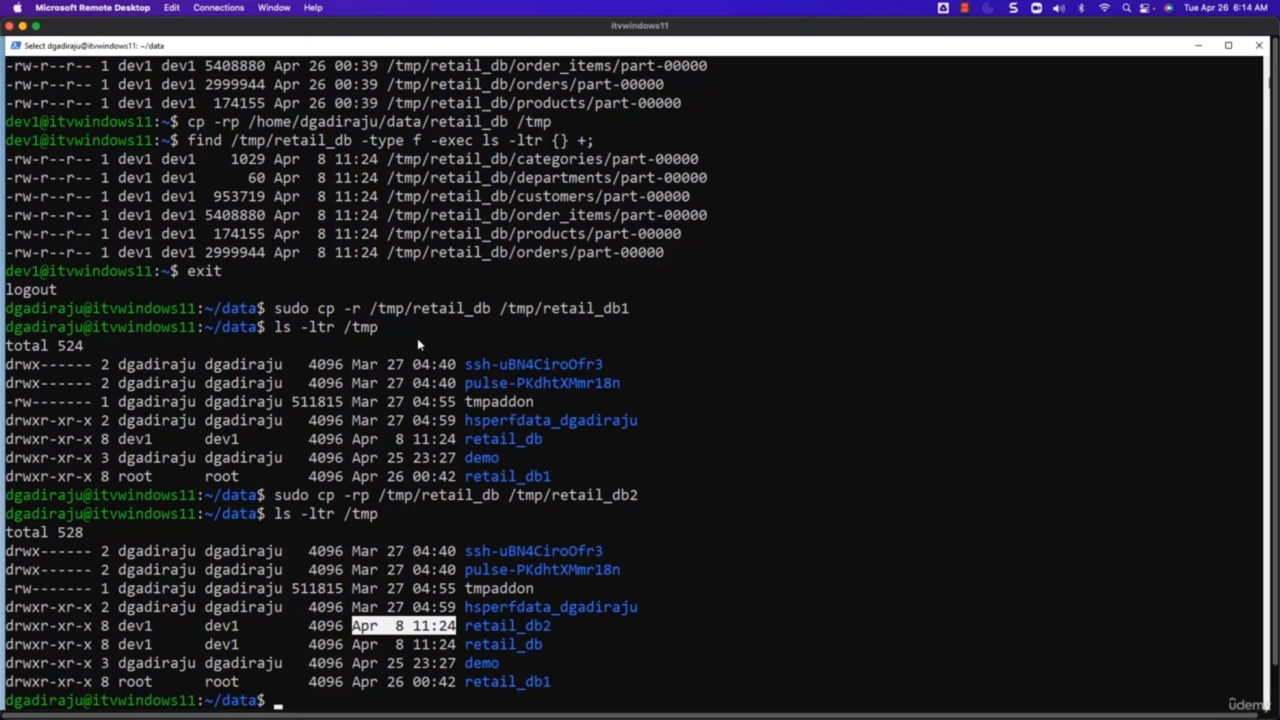 Microsoft Remote Desktop Edit Connections Window Help Tue Apr 26 6:14 AM
itvwindows11
Select dgadiraju@itvwindows11: ~/data
-rw-r--r-- 1 dev1 dev1 5408880 Apr 26 00:39 /tmp/retail_db/order_items/part-00000
-rw-r--r-- 1 dev1 dev1 2999944 Apr 26 00:39 /tmp/retail_db/orders/part-00000
-rw-r--r-- 1 dev1 dev1  174155 Apr 26 00:39 /tmp/retail_db/products/part-00000
dev1@itvwindows11:~$ cp -rp /home/dgadiraju/data/retail_db /tmp
dev1@itvwindows11:~$ find /tmp/retail_db -type f -exec ls -ltr {} +;
-rw-r--r-- 1 dev1 dev1    1029 Apr  8 11:24 /tmp/retail_db/categories/part-00000
-rw-r--r-- 1 dev1 dev1      60 Apr  8 11:24 /tmp/retail_db/departments/part-00000
-rw-r--r-- 1 dev1 dev1  953719 Apr  8 11:24 /tmp/retail_db/customers/part-00000
-rw-r--r-- 1 dev1 dev1 5408880 Apr  8 11:24 /tmp/retail_db/order_items/part-00000
-rw-r--r-- 1 dev1 dev1  174155 Apr  8 11:24 /tmp/retail_db/products/part-00000
-rw-r--r-- 1 dev1 dev1 2999944 Apr  8 11:24 /tmp/retail_db/orders/part-00000
dev1@itvwindows11:~$ exit
logout
dgadiraju@itvwindows11:~/data$ sudo cp -r /tmp/retail_db /tmp/retail_db1
dgadiraju@itvwindows11:~/data$ ls -ltr /tmp
total 524
drwx------ 2 dgadiraju dgadiraju   4096 Mar 27 04:40 ssh-uBN4CiroOfr3
drwx------ 2 dgadiraju dgadiraju   4096 Mar 27 04:40 pulse-PKdhtXMmr18n
-rw------- 1 dgadiraju dgadiraju 511815 Mar 27 04:55 tmpaddon
drwxr-xr-x 2 dgadiraju dgadiraju   4096 Mar 27 04:59 hsperfdata_dgadiraju
drwxr-xr-x 8 dev1      dev1        4096 Apr  8 11:24 retail_db
drwxr-xr-x 3 dgadiraju dgadiraju   4096 Apr 25 23:27 demo
drwxr-xr-x 8 root      root        4096 Apr 26 00:42 retail_db1
dgadiraju@itvwindows11:~/data$ sudo cp -rp /tmp/retail_db /tmp/retail_db2
dgadiraju@itvwindows11:~/data$ ls -ltr /tmp
total 528
drwx------ 2 dgadiraju dgadiraju   4096 Mar 27 04:40 ssh-uBN4CiroOfr3
drwx------ 2 dgadiraju dgadiraju   4096 Mar 27 04:40 pulse-PKdhtXMmr18n
-rw------- 1 dgadiraju dgadiraju 511815 Mar 27 04:55 tmpaddon
drwxr-xr-x 2 dgadiraju dgadiraju   4096 Mar 27 04:59 hsperfdata_dgadiraju
drwxr-xr-x 8 dev1      dev1        4096 Apr  8 11:24 retail_db2
drwxr-xr-x 8 dev1      dev1        4096 Apr  8 11:24 retail_db
drwxr-xr-x 3 dgadiraju dgadiraju   4096 Apr 25 23:27 demo
drwxr-xr-x 8 root      root        4096 Apr 26 00:42 retail_db1
dgadiraju@itvwindows11:~/data$
ûdemy